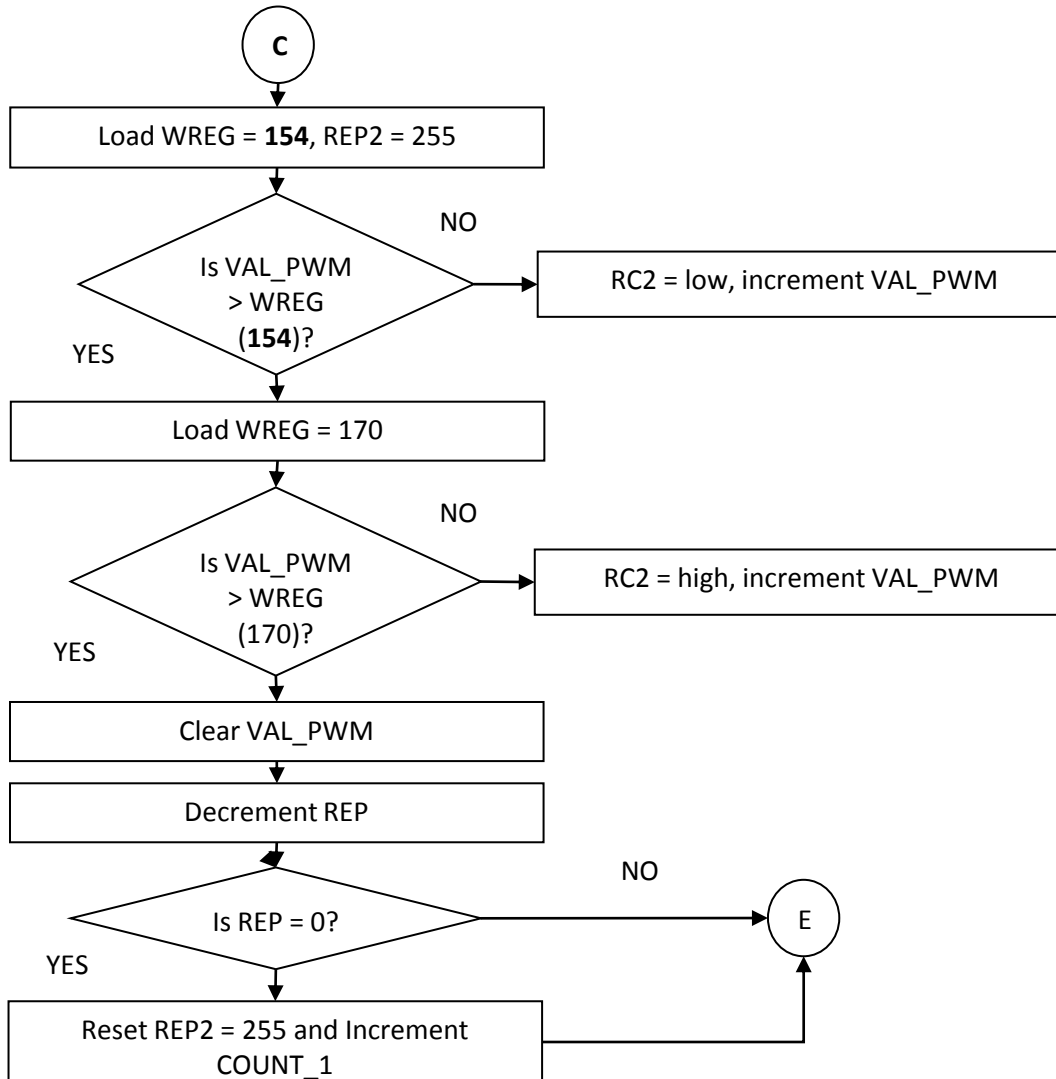 C
Load WREG = 154, REP2 = 255
NO
Is VAL_PWM
> WREG
(154)?
RC2 = low, increment VAL_PWM
YES
Load WREG = 170
NO
Is VAL_PWM
> WREG
(170)?
RC2 = high, increment VAL_PWM
YES
Clear VAL_PWM
Decrement REP
NO
Is REP = 0?
E
YES
Reset REP2 = 255 and Increment
COUNT_1